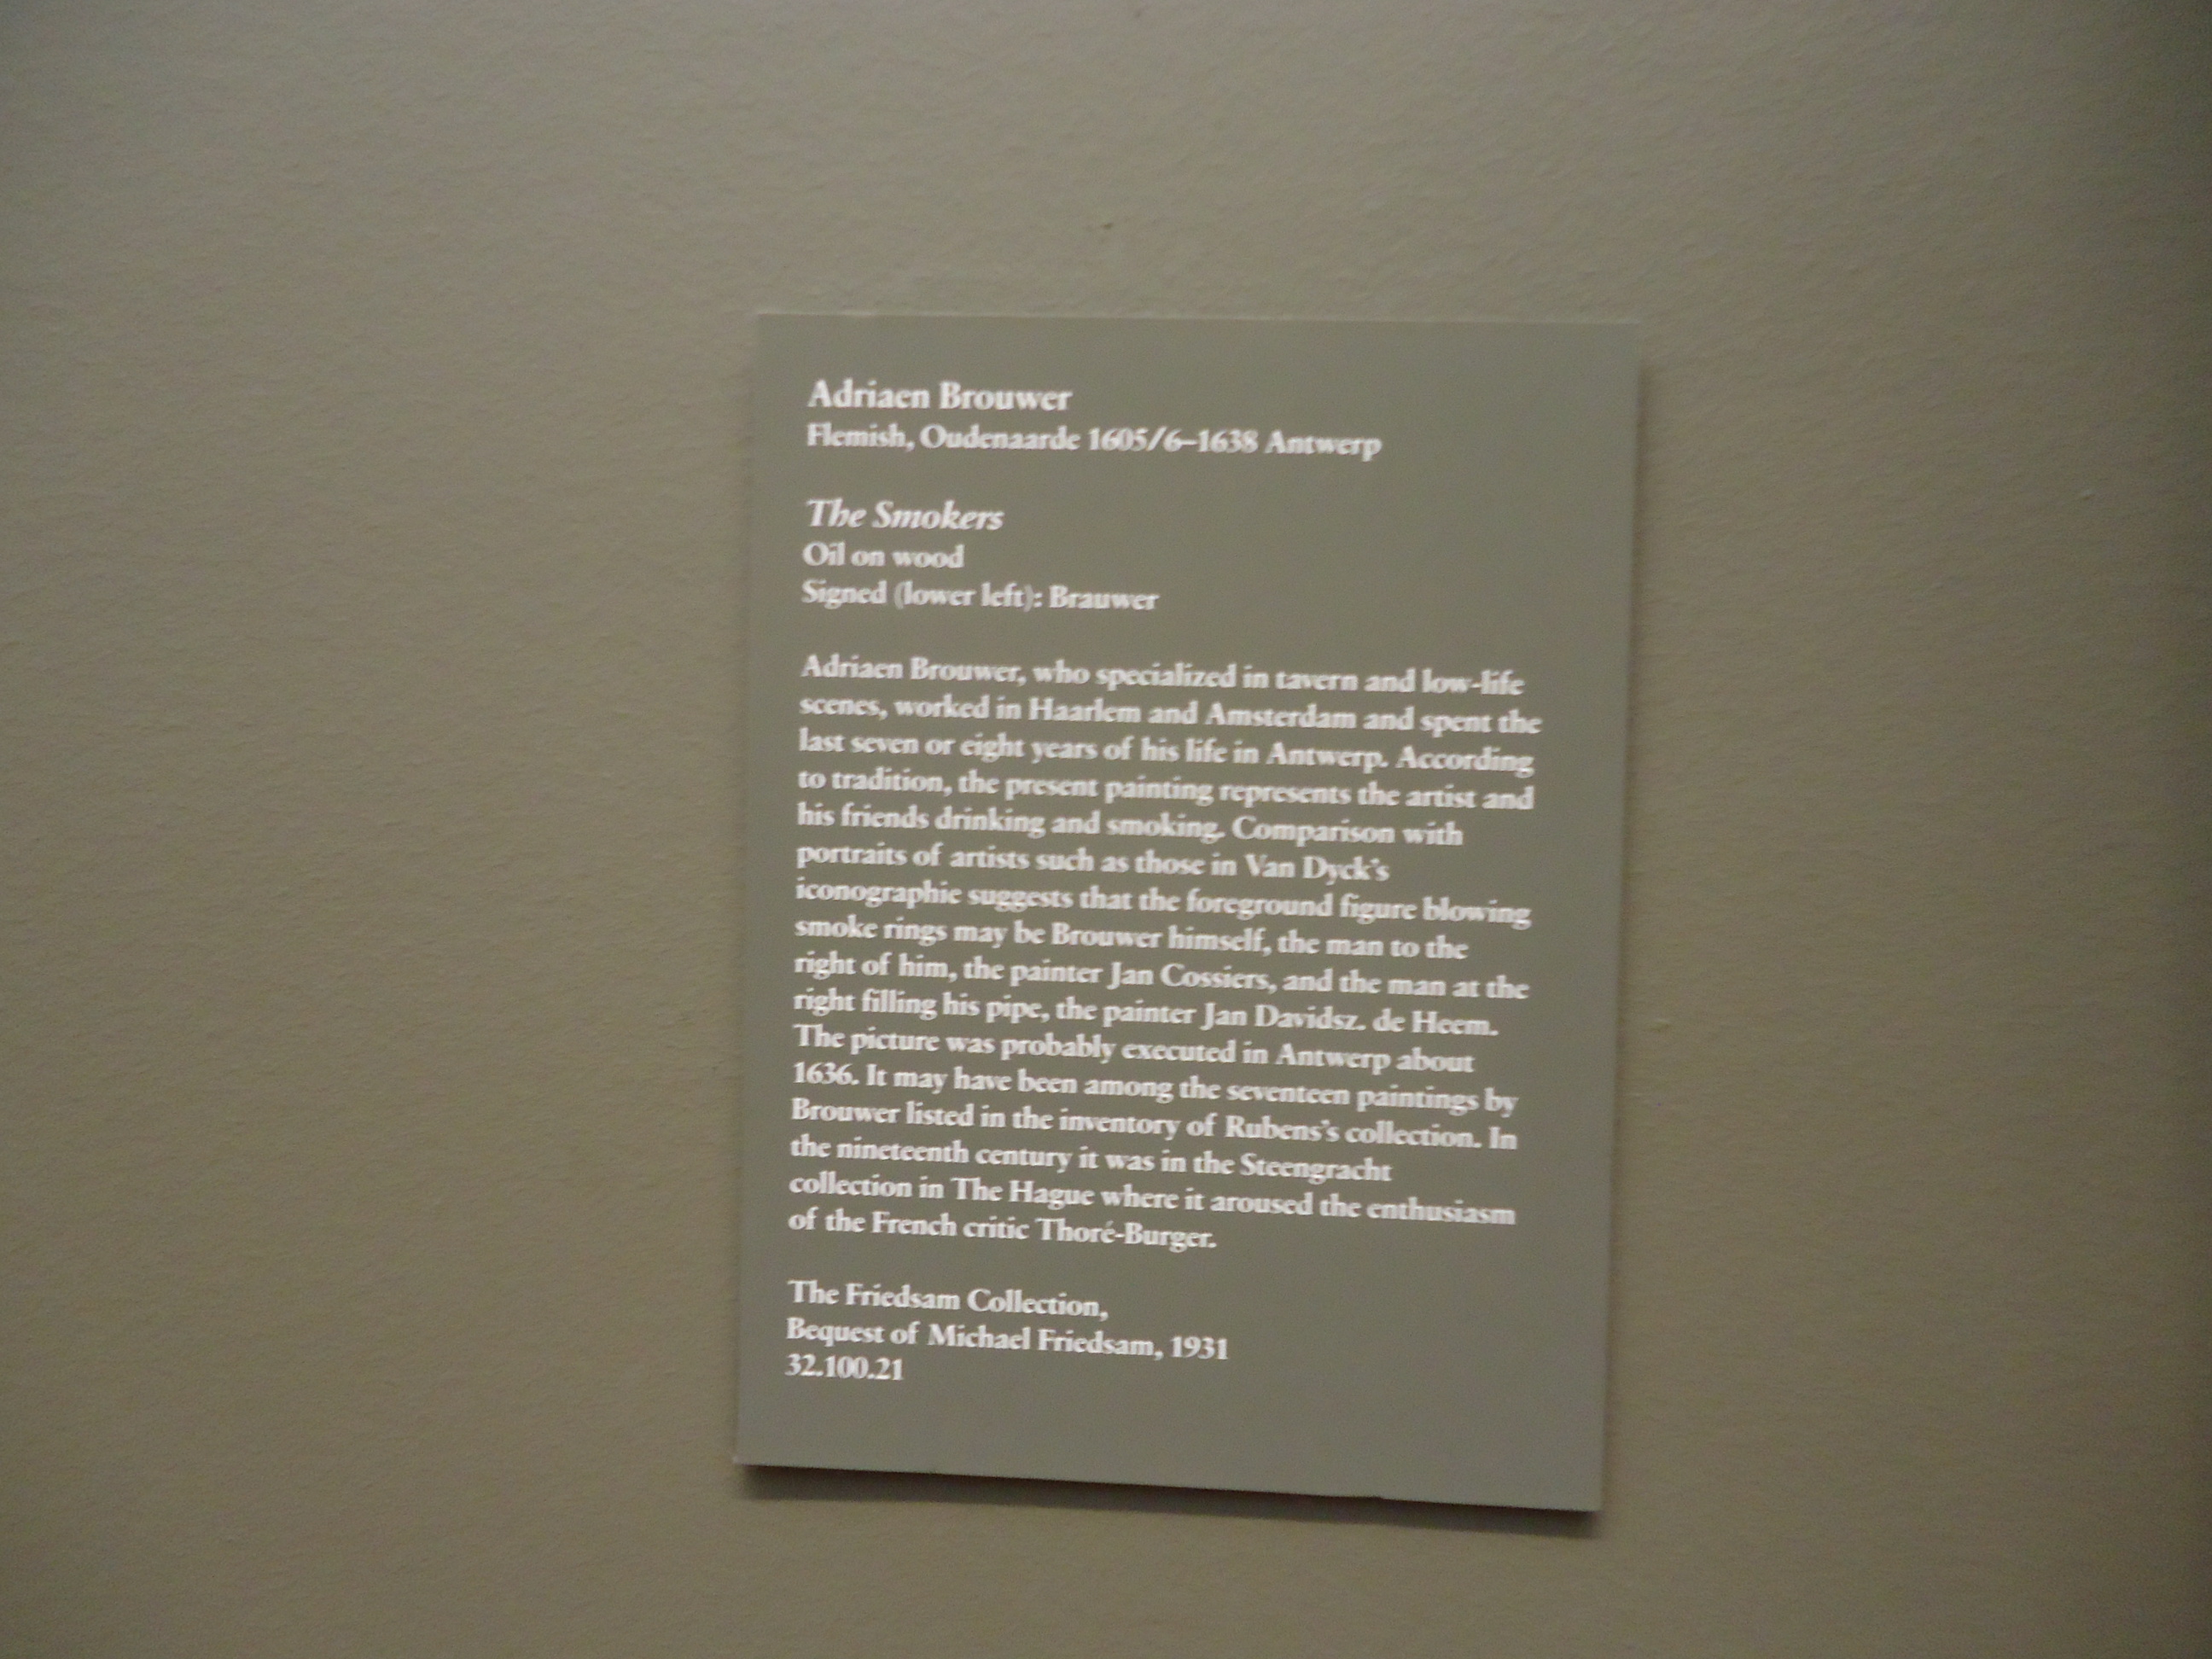 Adriaen Brouwer
Flemish, Oudenaarde 1605/6–1638 Antwerp
The Smokers
Oil on wood
Signed (lower left): Brauwer
Adriaen Brouwer, who specialized in tavern and low-life
scenes, worked in Haarlem and Amsterdam and spent the
last seven or eight years of his life in Antwerp. According
to tradition, the present painting represents the artist and
his friends drinking and smoking. Comparison with
portraits of artists such as those in Van Dyck's
iconographie suggests that the foreground figure blowing
smoke rings may be Brouwer himself, the man to the
right of him, the painter Jan Cossiers, and the man at the
right filling his pipe, the painter Jan Davidsz. de Heem.
The picture was probably executed in Antwerp about
1636. It may have been among the seventeen paintings by
Brouwer listed in the inventory of Rubens's collection. In
the nineteenth century it was in the Steengracht
collection in The Hague where it aroused the enthusiasm
of the French critic Thoré-Burger.
The Friedsam Collection,
Bequest of Michael Friedsam, 1931
32.100.21